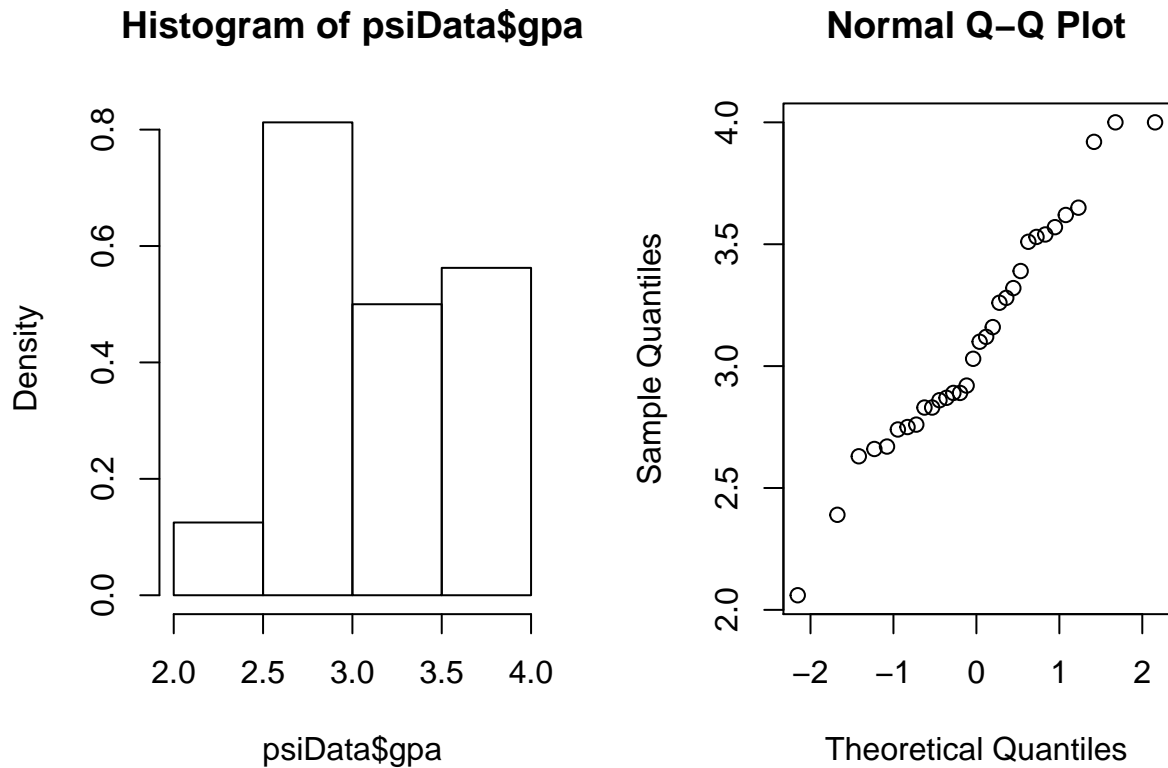 Histogram of psiData$gpa
Density
0.0
0.2
0.4
0.6
0.8
2.0 2.5 3.0 3.5 4.0
psiData$gpa
Normal Q−Q Plot
Sample Quantiles
2.0
2.5
3.0
3.5
4.0
−2 −1 0 1 2
Theoretical Quantiles